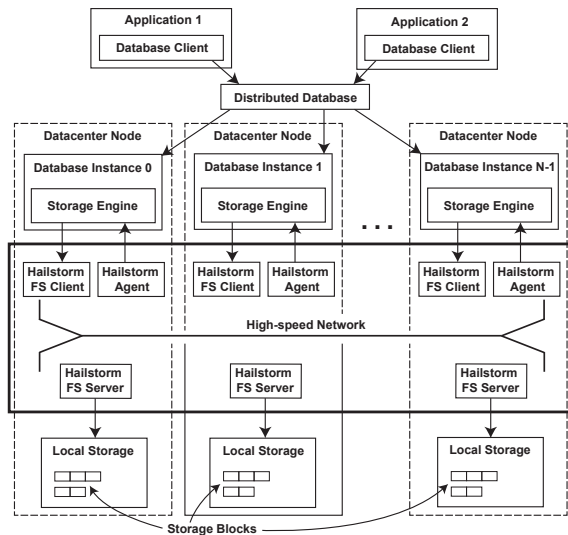 Application 1
Application 2
Database Client
Database Client
Distributed Database
Datacenter Node
Datacenter Node
Datacenter Node
Database Instance 0
Database Instance 1
Database Instance N-1
Storage Engine
Storage Engine
Storage Engine
. . .
Hailstorm
FS Client
Hailstorm
Agent
Hailstorm
FS Client
Hailstorm
Agent
Hailstorm
FS Client
Hailstorm
Agent
High-speed Network
Hailstorm
FS Server
Hailstorm
FS Server
Hailstorm
FS Server
Local Storage
Local Storage
Local Storage
Storage Blocks